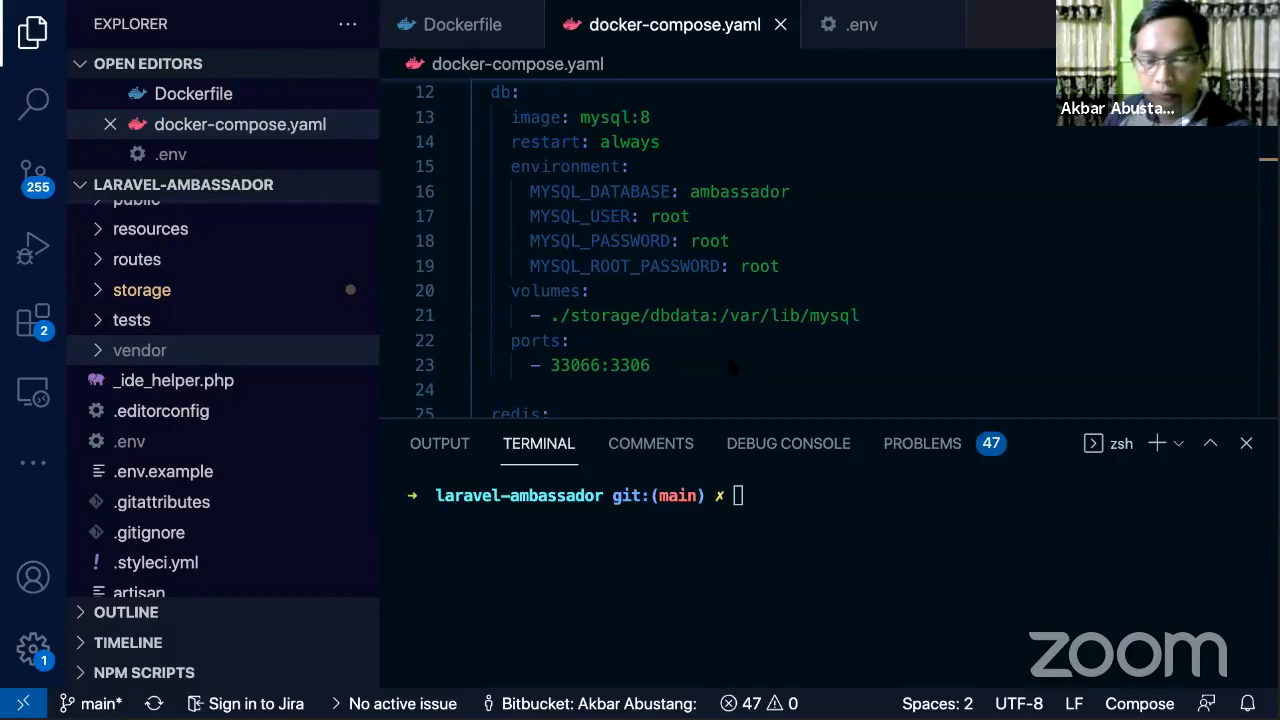 EXPLORER
Dockerfile
docker-compose.yaml
.env
OPEN EDITORS
docker-compose.yaml
Akbar Abusta...
Dockerfile
docker-compose.yaml
.env
LARAVEL-AMBASSADOR
public
resources
routes
storage
tests
vendor
_ide_helper.php
.editorconfig
.env
.env.example
.gitattributes
.gitignore
.styleci.yml
artisan
OUTLINE
TIMELINE
NPM SCRIPTS
255
2
1
12 db:
13 image: mysql:8
14 restart: always
15 environment:
16 MYSQL_DATABASE: ambassador
17 MYSQL_USER: root
18 MYSQL_PASSWORD: root
19 MYSQL_ROOT_PASSWORD: root
20 volumes:
21 - ./storage/dbdata:/var/lib/mysql
22 ports:
23 - 33066:3306
24
25 redis:
OUTPUT TERMINAL COMMENTS DEBUG CONSOLE PROBLEMS 47 zsh
➜ laravel-ambassador git:(main) ✗
zoom
main* Sign in to Jira No active issue Bitbucket: Akbar Abustang: 47 0 Spaces: 2 UTF-8 LF Compose